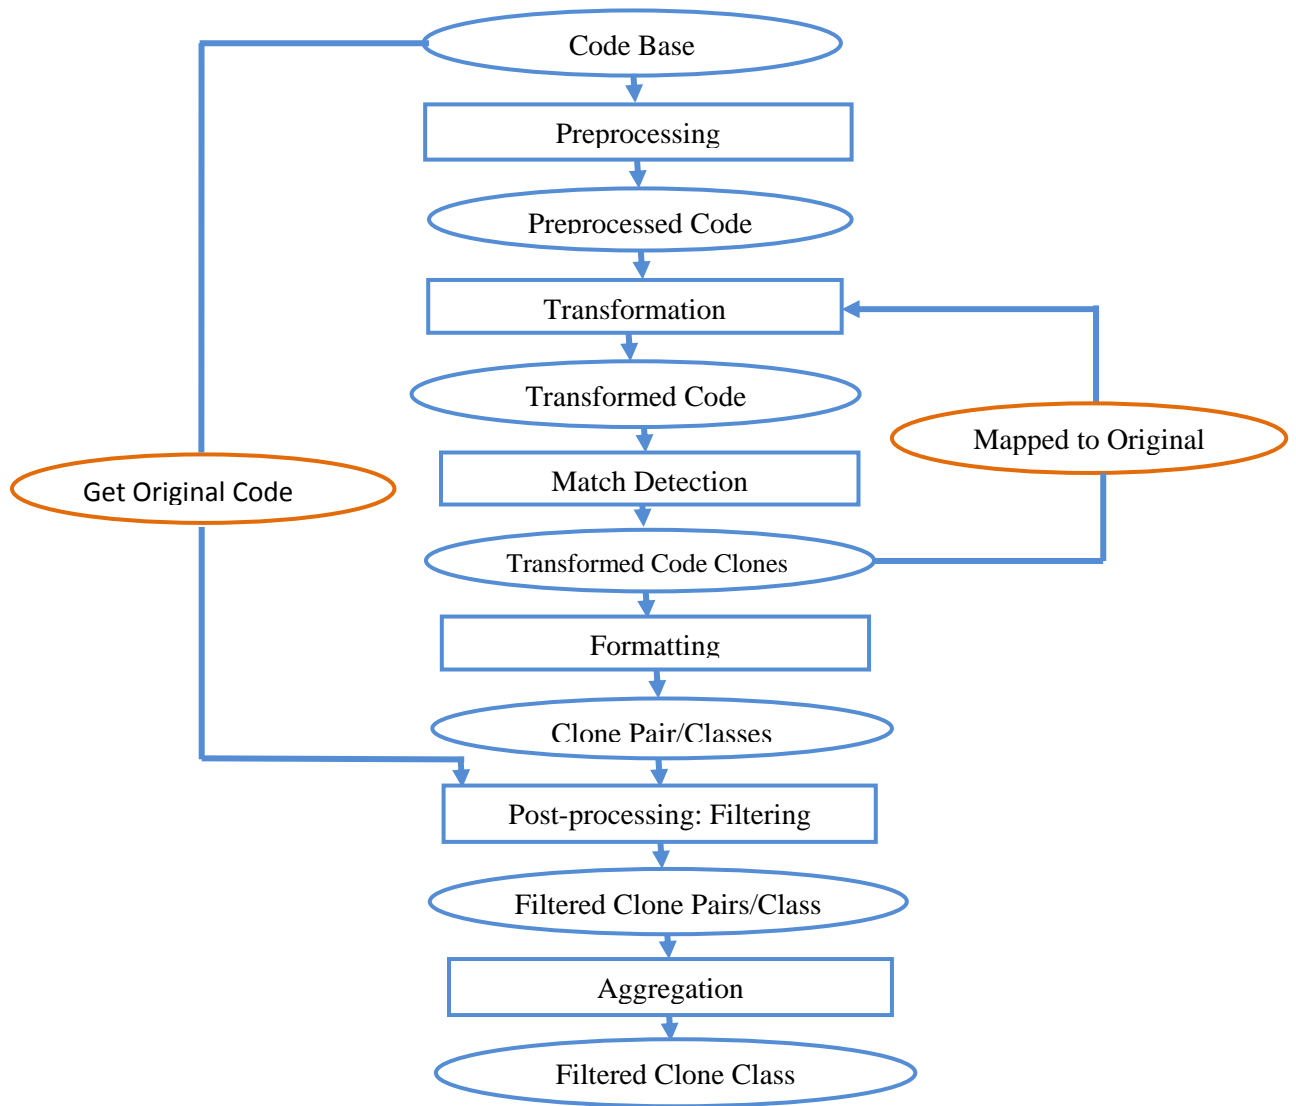 Code Base
Preprocessing
Preprocessed Code
Transformation
Transformed Code
Mapped to Original
Match Detection
Get Original Code
Transformed Code Clones
Formatting
Clone Pair/Classes
Post-processing: Filtering
Filtered Clone Pairs/Class
Aggregation
Filtered Clone Class